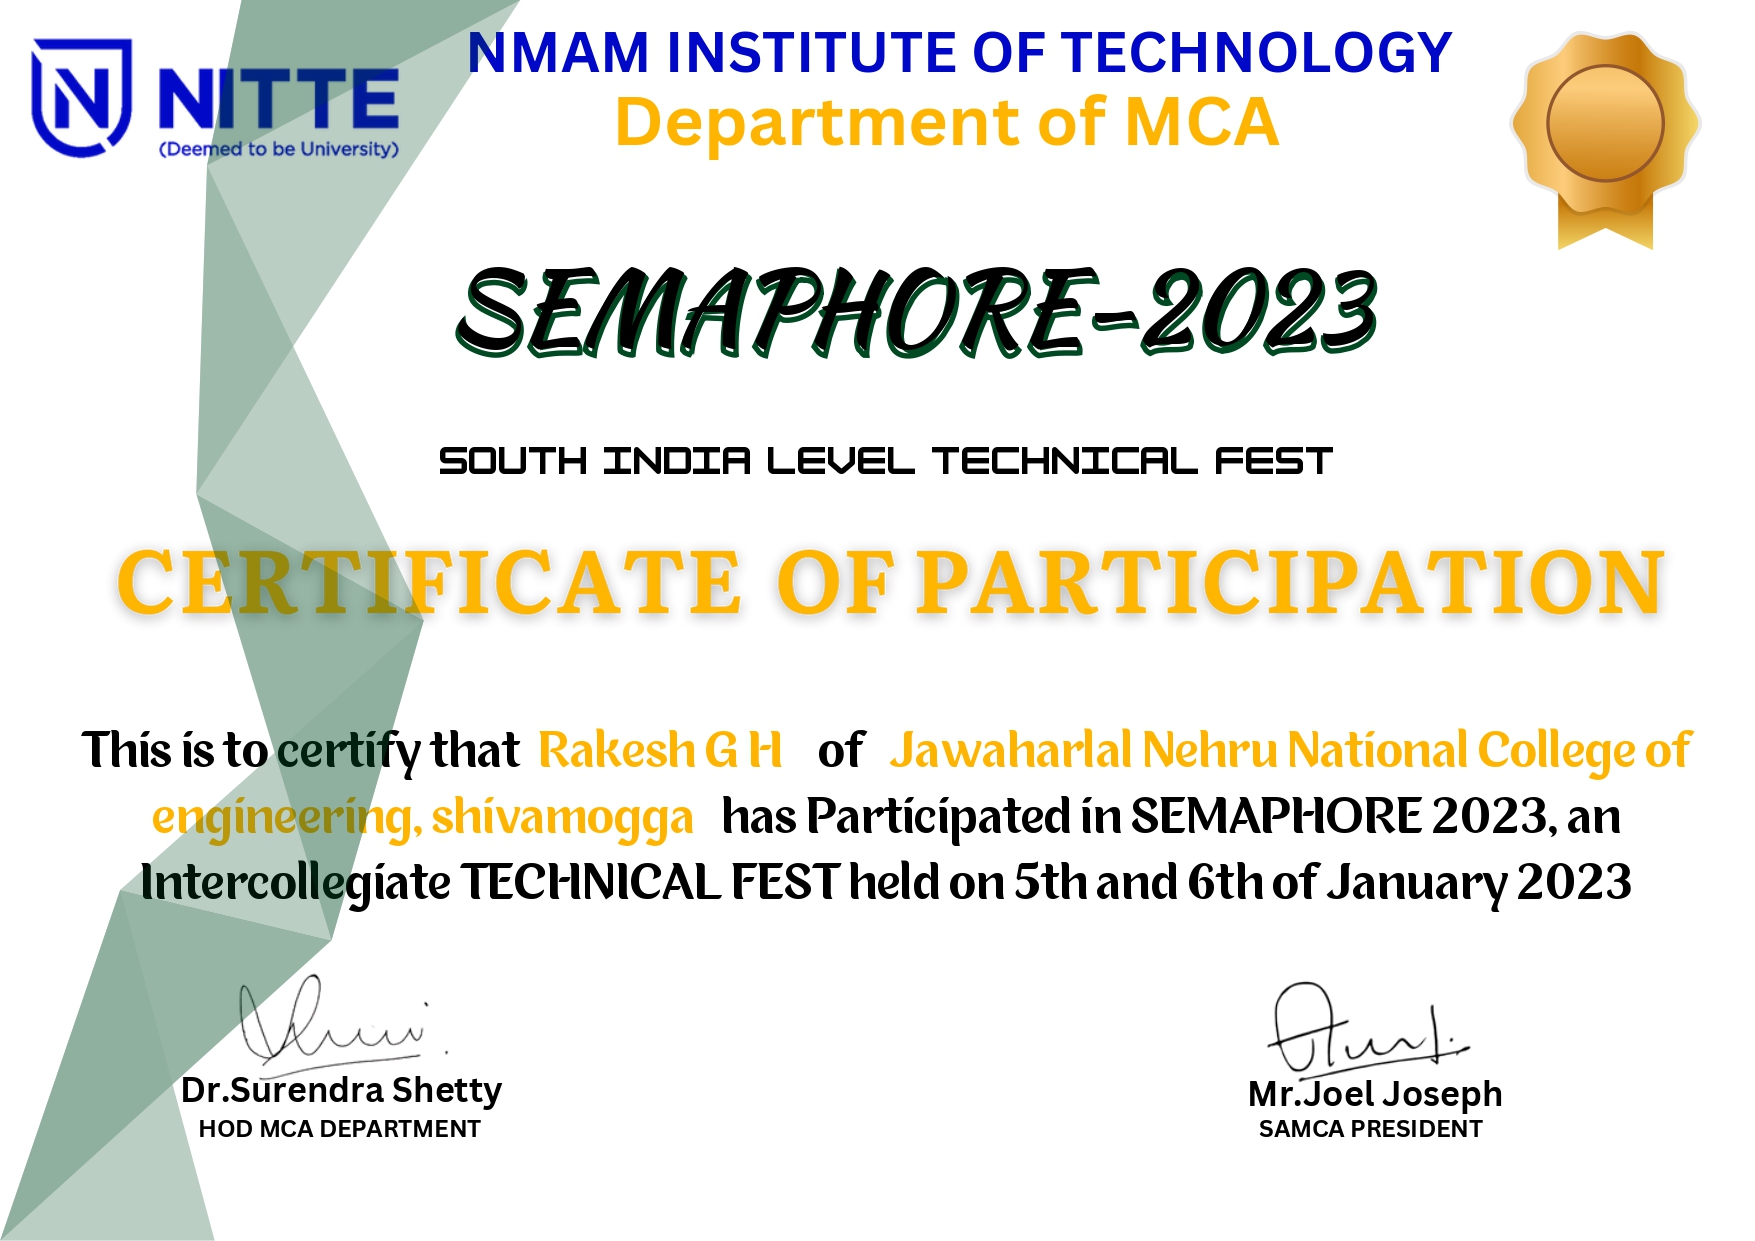 NITTE
(Deemed to be University)
NMAM INSTITUTE OF TECHNOLOGY
Department of MCA
SEMAPHORE-2023
SOUTH INDIA LEVEL TECHNICAL FEST
CERTIFICATE OF PARTICIPATION
This is to certify that Rakesh G H of Jawaharlal Nehru National College of
engineering, shivamogga has Participated in SEMAPHORE 2023, an
Intercollegiate TECHNICAL FEST held on 5th and 6th of January 2023
Dr.Surendra Shetty
HOD MCA DEPARTMENT
Mr.Joel Joseph
SAMCA PRESIDENT